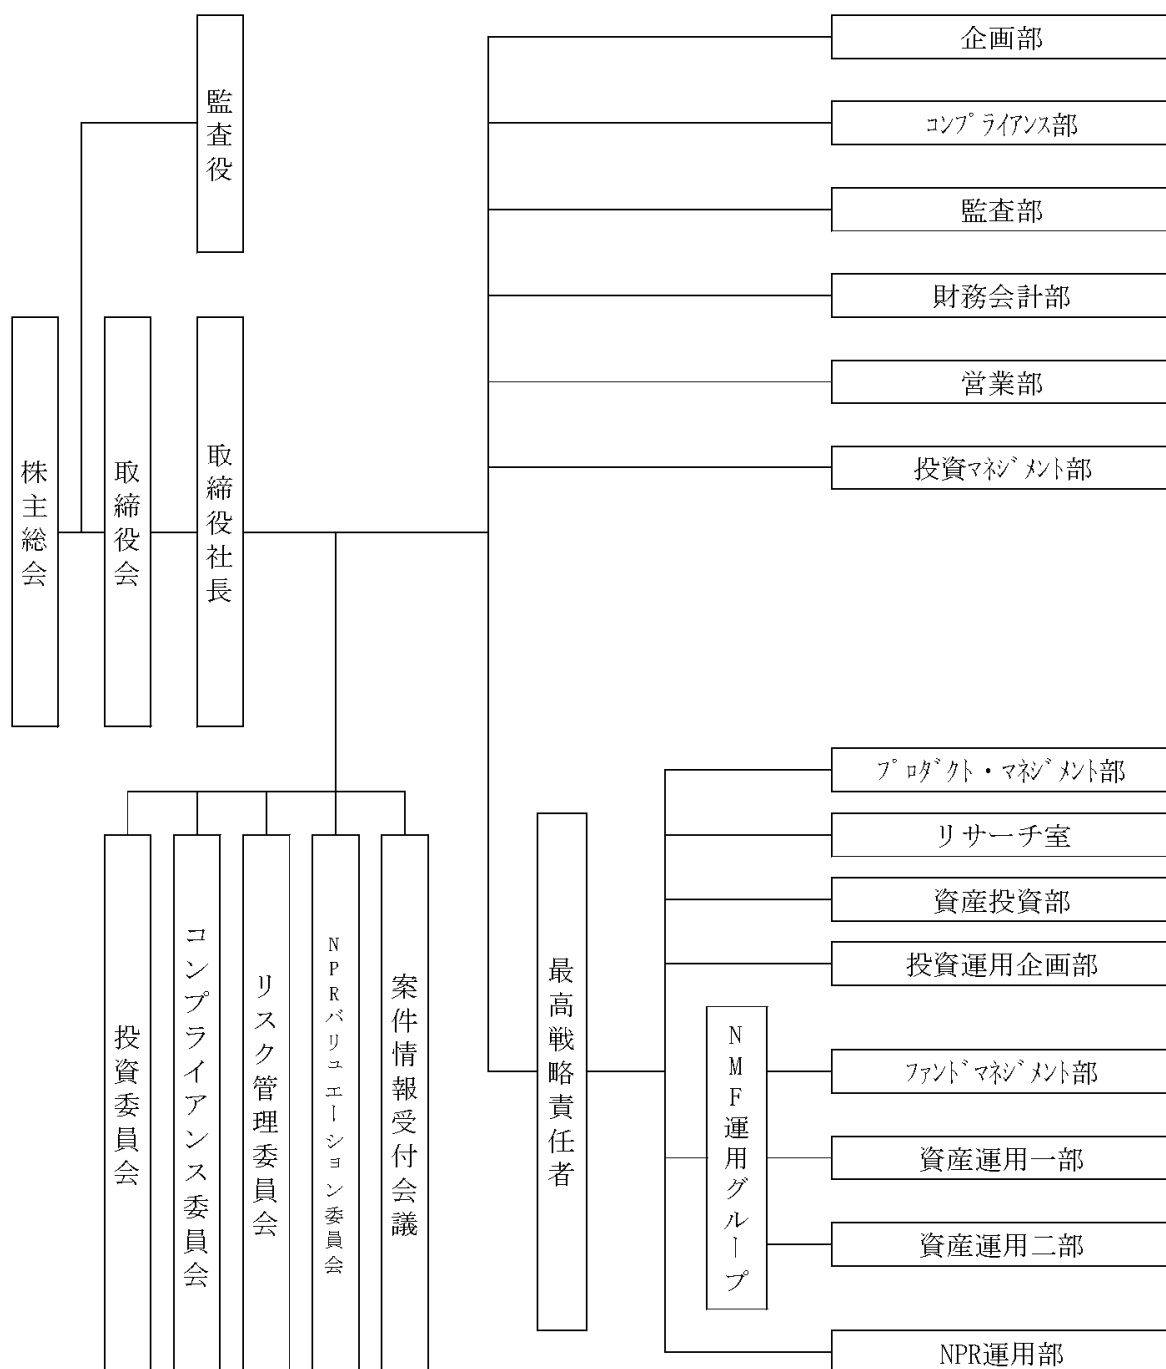 株主総会
監査役
取締役会
取締役社長
企画部
コンプライアンス部
監査部
財務会計部
営業部
投資マネジメント部
投資委員会
コンプライアンス委員会
リスク管理委員会
NPRバリュエーション委員会
案件情報受付会議
最高戦略責任者
プロダクト・マネジメント部
リサーチ室
資産投資部
投資運用企画部
NMF運用グループ
ファンドマネジメント部
資産運用一部
資産運用二部
NPR運用部